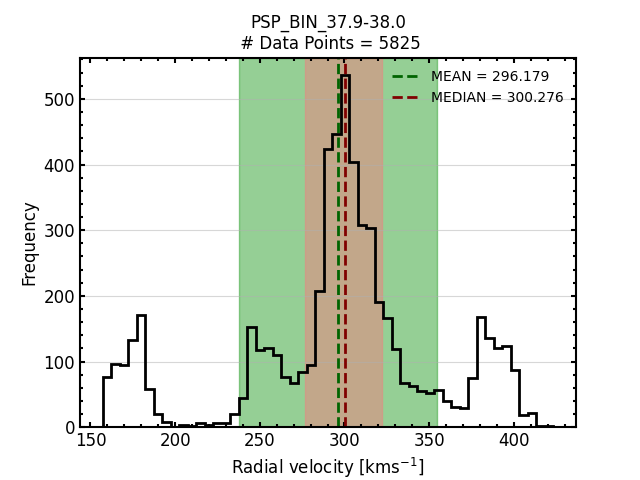 PSP_BIN_37.9-38.0
# Data Points = 5825
MEAN = 296.179
MEDIAN = 300.276
500
400
300
200
100
0
Frequency
150 200 250 300 350 400
Radial velocity [kms⁻¹]